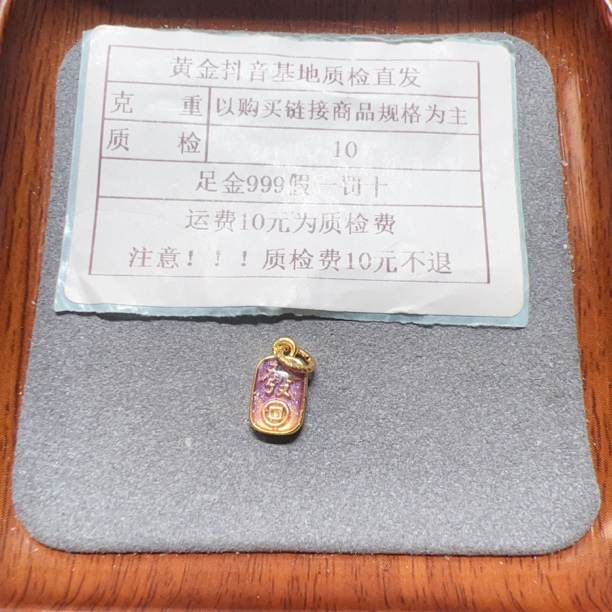 黄金抖音基地质检直发
克 重 以购买链接商品规格为主
质 检 10
足金999假一罚十
运费10元为质检费
注意！！！质检费10元不退
發